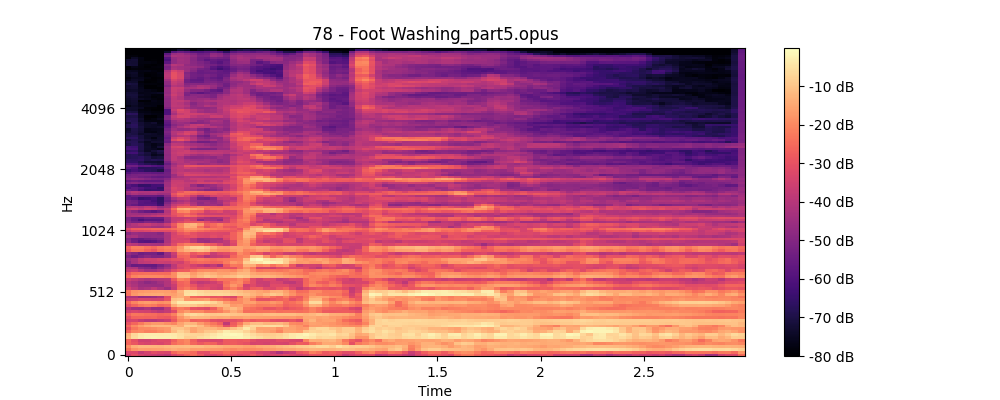 78 - Foot Washing_part5.opus
Hz
4096
2048
1024
512
0
0 0.5 1 1.5 2 2.5
Time
-10 dB
-20 dB
-30 dB
-40 dB
-50 dB
-60 dB
-70 dB
-80 dB